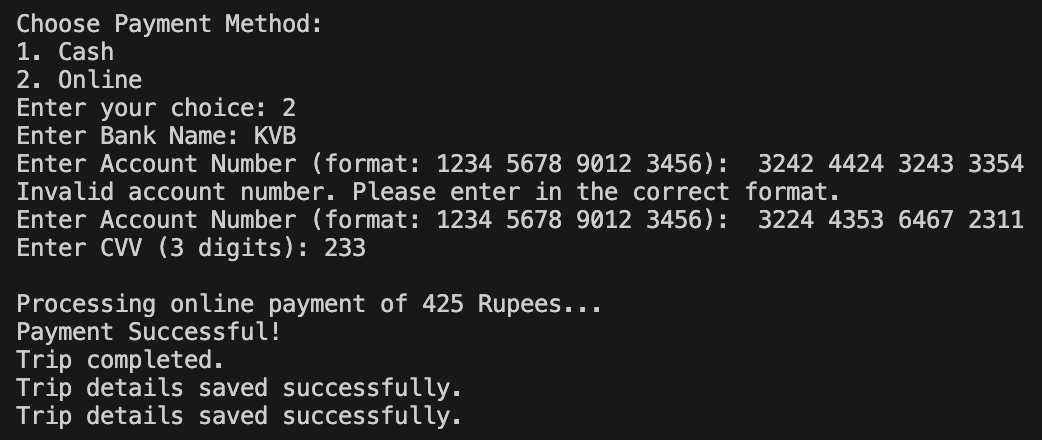 Choose Payment Method:
1. Cash
2. Online
Enter your choice: 2
Enter Bank Name: KVB
Enter Account Number (format: 1234 5678 9012 3456):  3242 4424 3243 3354
Invalid account number. Please enter in the correct format.
Enter Account Number (format: 1234 5678 9012 3456):  3224 4353 6467 2311
Enter CVV (3 digits): 233

Processing online payment of 425 Rupees...
Payment Successful!
Trip completed.
Trip details saved successfully.
Trip details saved successfully.